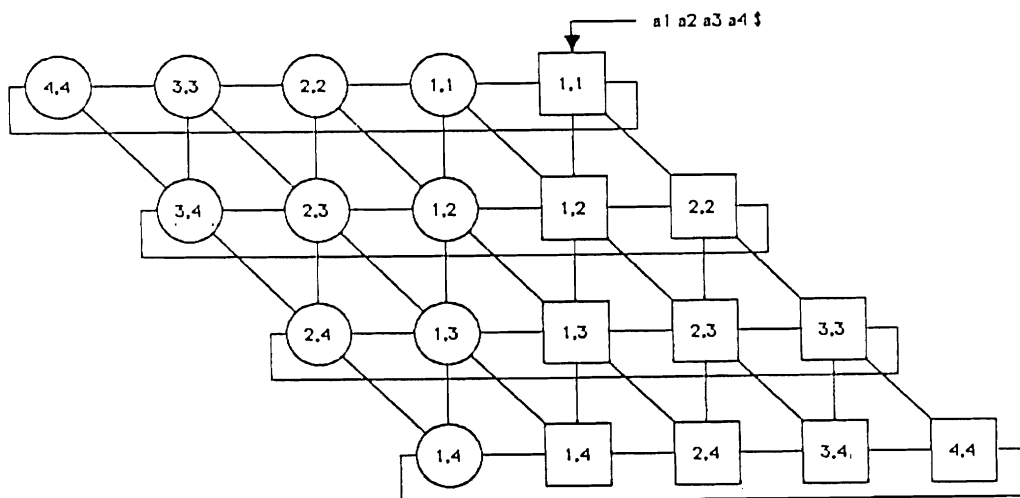 a1 a2 a3 a4 $
4,4 3,3 2,2 1,1 1,1
3,4 2,3 1,2 1,2 2,2
2,4 1,3 1,3 2,3 3,3
1,4 1,4 2,4 3,4 4,4